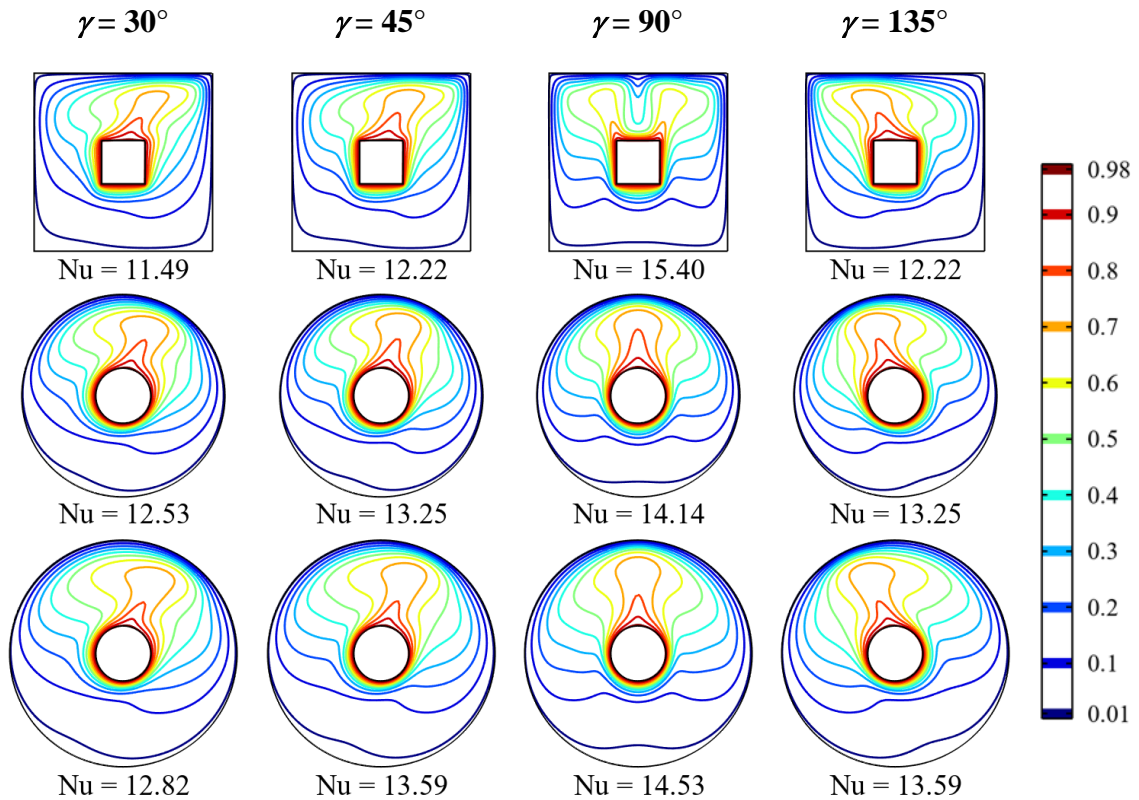 γ = 30° γ = 45° γ = 90° γ = 135°
Nu = 11.49 Nu = 12.22 Nu = 15.40 Nu = 12.22
Nu = 12.53 Nu = 13.25 Nu = 14.14 Nu = 13.25
Nu = 12.82 Nu = 13.59 Nu = 14.53 Nu = 13.59
0.98
0.9
0.8
0.7
0.6
0.5
0.4
0.3
0.2
0.1
0.01